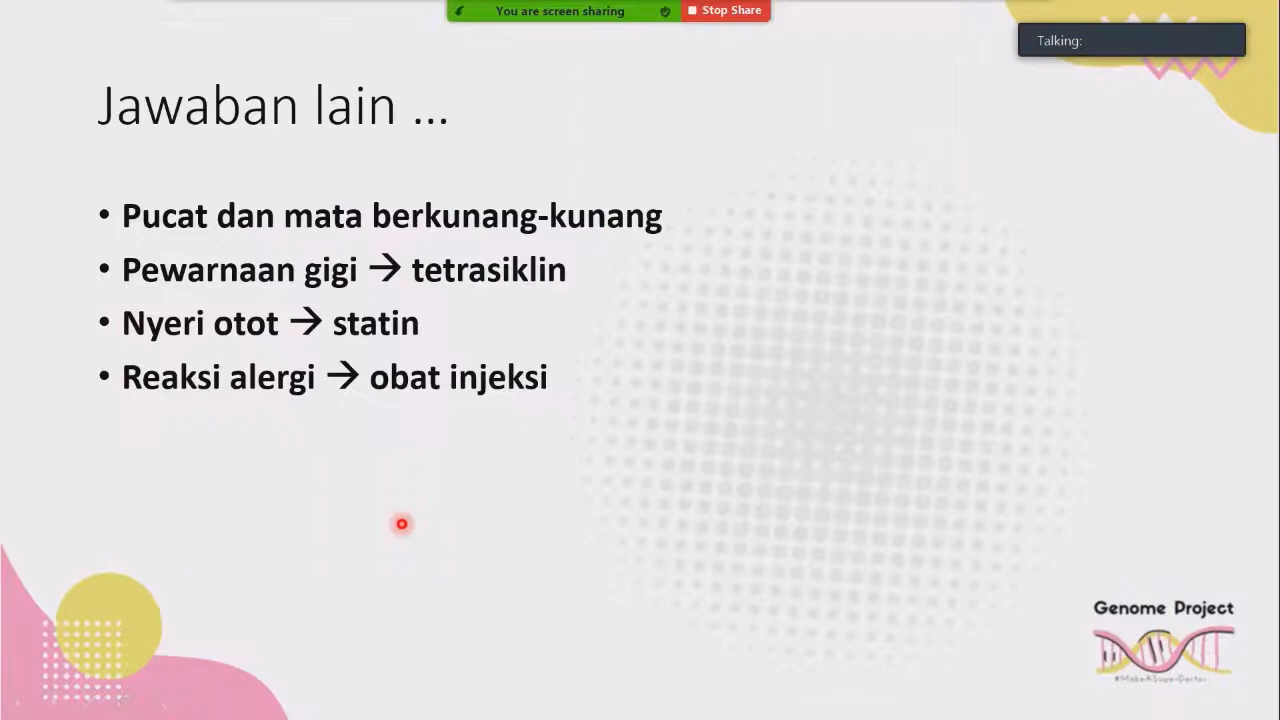 You are screen sharing
Stop Share
Talking:
Jawaban lain ...
• Pucat dan mata berkunang-kunang
• Pewarnaan gigi → tetrasiklin
• Nyeri otot → statin
• Reaksi alergi → obat injeksi
Genome Project
#MakeASuperDoctor